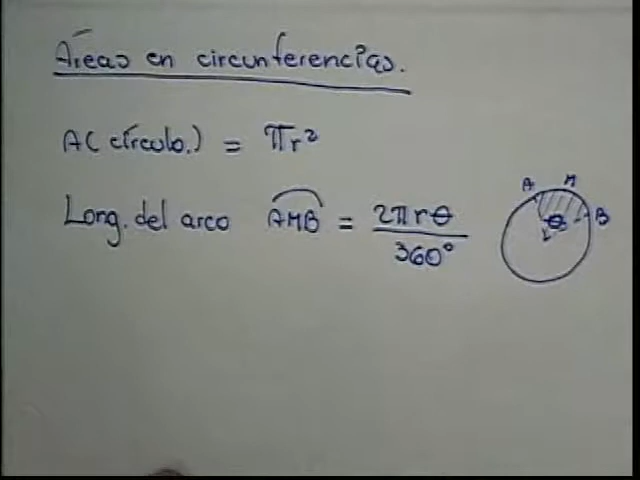 Áreas en circunferencias.
A( círculo.) = πr²
Long. del arco AMB = 2πrθ / 360°
A M B θ